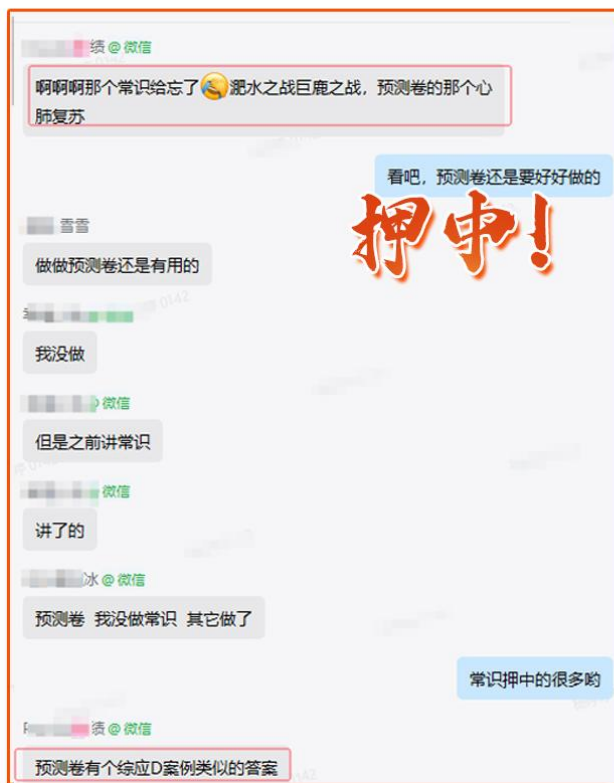 绩@微信
啊啊啊那个常识给忘了淝水之战巨鹿之战，预测卷的那个心
肺复苏
看吧，预测卷还是要好好做的
押中！
雪雪
做做预测卷还是有用的
我没做
微信
但是之前讲常识
微信
讲了的
冰@微信
预测卷 我没做常识 其它做了
常识押中的很多哟
绩@微信
预测卷有个综应D案例类似的答案